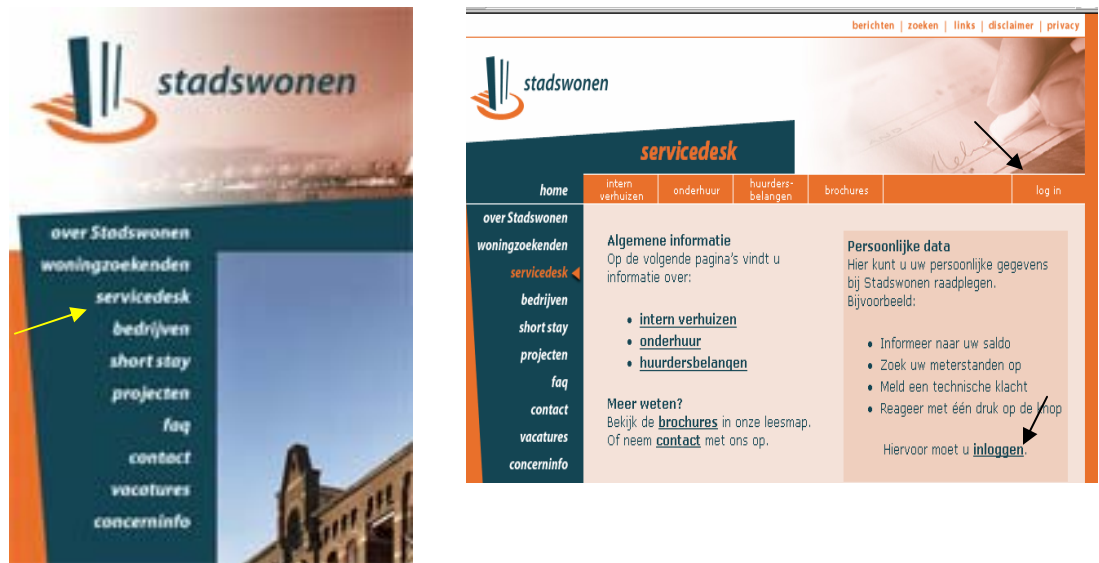 stadswonen
over Stadswonen
woningzoekenden
servicedesk
bedrijven
short stay
projecten
faq
contact
vacatures
concerninfo
berichten | zoeken | links | disclaimer | privacy
stadswonen
servicedesk
home
intern verhuizen
onderhuur
huurders-
belangen
brochures
log in
over Stadswonen
woningzoekenden
servicedesk
bedrijven
short stay
projecten
faq
contact
vacatures
concerninfo
Algemene informatie
Op de volgende pagina's vindt u
informatie over:
• intern verhuizen
• onderhuur
• huurdersbelangen
Meer weten?
Bekijk de brochures in onze leesmap.
Of neem contact met ons op.
Persoonlijke data
Hier kunt u uw persoonlijke gegevens
bij Stadswonen raadplegen.
Bijvoorbeeld:
• Informeer naar uw saldo
• Zoek uw meterstanden op
• Meld een technische klacht
• Reageer met één druk op de knop
Hiervoor moet u inloggen.